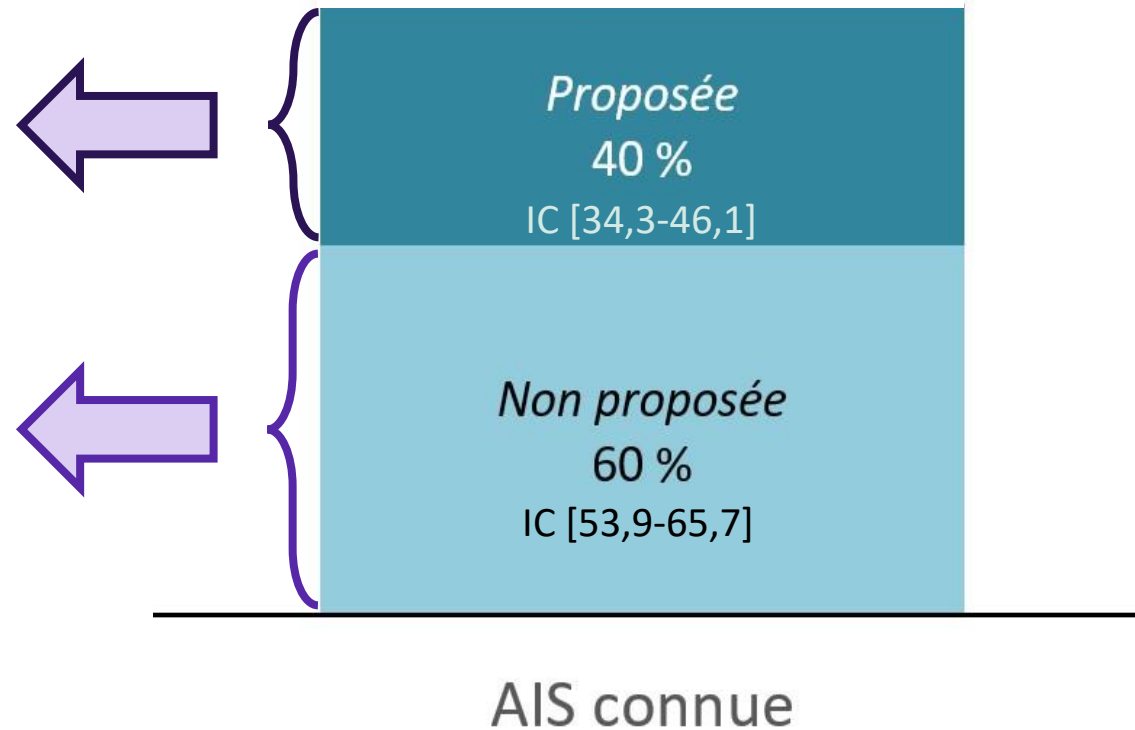 Proposée
40 %
IC [34,3-46,1]
Non proposée
60 %
IC [53,9-65,7]
AIS connue